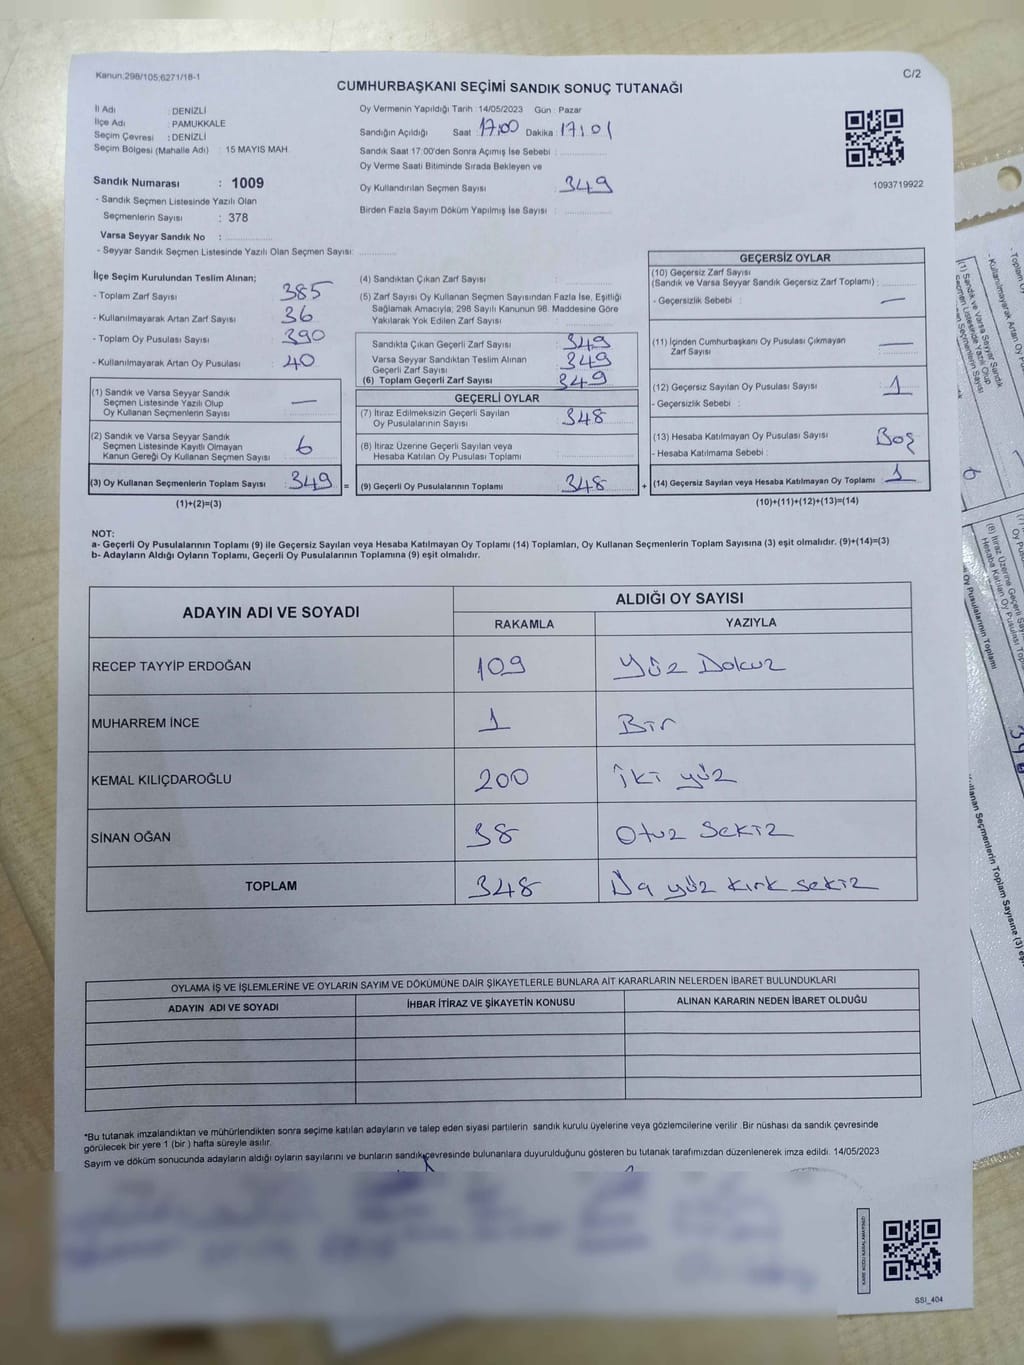 Kanun.298/105;6271/18-1
C/2
CUMHURBAŞKANI SEÇİMİ SANDIK SONUÇ TUTANAĞI
İl Adı : DENİZLİ
İlçe Adı : PAMUKKALE
Seçim Çevresi : DENİZLİ
Seçim Bölgesi (Mahalle Adı) : 15 MAYIS MAH.
Sandık Numarası : 1009
- Sandık Seçmen Listesinde Yazılı Olan
Seçmenlerin Sayısı : 378
Varsa Seyyar Sandık No :
- Seyyar Sandık Seçmen Listesinde Yazılı Olan Seçmen Sayısı:
Oy Vermenin Yapıldığı Tarih : 14/05/2023 Gün : Pazar
Sandığın Açıldığı Saat : 17:00 Dakika : 17:01
Sandık Saat 17:00'den Sonra Açımış İse Sebebi :
Oy Verme Saati Bitiminde Sırada Bekleyen ve
Oy Kullandırılan Seçmen Sayısı : 349
Birden Fazla Sayım Döküm Yapılmış İse Sayısı :
1093719922
İlçe Seçim Kurulundan Teslim Alınan;
- Toplam Zarf Sayısı 385
- Kullanılmayarak Artan Zarf Sayısı 36
- Toplam Oy Pusulası Sayısı 390
- Kullanılmayarak Artan Oy Pusulası 40
(1) Sandık ve Varsa Seyyar Sandık
Seçmen Listesinde Yazılı Olup
Oy Kullanan Seçmenlerin Sayısı —
(2) Sandık ve Varsa Seyyar Sandık
Seçmen Listesinde Kayıtlı Olmayan
Kanun Gereği Oy Kullanan Seçmen Sayısı 6
(3) Oy Kullanan Seçmenlerin Toplam Sayısı 349 =
(1)+(2)=(3)
(4) Sandıktan Çıkan Zarf Sayısı
(5) Zarf Sayısı Oy Kullanan Seçmen Sayısından Fazla İse, Eşitliği
Sağlamak Amacıyla, 298 Sayılı Kanunun 98. Maddesine Göre
Yakılarak Yok Edilen Zarf Sayısı
Sandıkta Çıkan Geçerli Zarf Sayısı 349
Varsa Seyyar Sandıktan Teslim Alınan
Geçerli Zarf Sayısı 349
(6) Toplam Geçerli Zarf Sayısı 349
GEÇERLİ OYLAR
(7) İtiraz Edilmeksizin Geçerli Sayılan
Oy Pusulalarının Sayısı 348
(8) İtiraz Üzerine Geçerli Sayılan veya
Hesaba Katılan Oy Pusulası Toplamı
(9) Geçerli Oy Pusulalarının Toplamı 348 +
GEÇERSİZ OYLAR
(10) Geçersiz Zarf Sayısı
(Sandık ve Varsa Seyyar Sandık Geçersiz Zarf Toplamı) :
- Geçersizlik Sebebi : —
(11) İçinden Cumhurbaşkanı Oy Pusulası Çıkmayan
Zarf Sayısı —
(12) Geçersiz Sayılan Oy Pusulası Sayısı 1
- Geçersizlik Sebebi :
(13) Hesaba Katılmayan Oy Pusulası Sayısı Boş
- Hesaba Katılmama Sebebi :
(14) Geçersiz Sayılan veya Hesaba Katılmayan Oy Toplamı 1
(10)+(11)+(12)+(13)=(14)
NOT:
a- Geçerli Oy Pusulalarının Toplamı (9) ile Geçersiz Sayılan veya Hesaba Katılmayan Oy Toplamı (14) Toplamları, Oy Kullanan Seçmenlerin Toplam Sayısına (3) eşit olmalıdır. (9)+(14)=(3)
b- Adayların Aldığı Oyların Toplamı, Geçerli Oy Pusulalarının Toplamına (9) eşit olmalıdır.
ADAYIN ADI VE SOYADI
ALDIĞI OY SAYISI
RAKAMLA YAZIYLA
RECEP TAYYİP ERDOĞAN 109 Yüz Dokuz
MUHARREM İNCE 1 Bir
KEMAL KILIÇDAROĞLU 200 İki yüz
SİNAN OĞAN 38 Otuz Sekiz
TOPLAM 348 yüz kırk sekiz
OYLAMA İŞ VE İŞLEMLERİNE VE OYLARIN SAYIM VE DÖKÜMÜNE DAİR ŞİKAYETLERLE BUNLARA AİT KARARLARIN NELERDEN İBARET BULUNDUKLARI
ADAYIN ADI VE SOYADI İHBAR İTİRAZ VE ŞİKAYETİN KONUSU ALINAN KARARIN NEDEN İBARET OLDUĞU
*Bu tutanak imzalandıktan ve mühürlendikten sonra seçime katılan adayların ve talep eden siyasi partilerin sandık kurulu üyelerine veya gözlemcilerine verilir .Bir nüshası da sandık çevresinde
görülecek bir yere 1 (bir ) hafta süreyle asılır.
Sayım ve döküm sonucunda adayların aldığı oyların sayılarını ve bunların sandık çevresinde bulunanlara duyurulduğunu gösteren bu tutanak tarafımızdan düzenlenerek imza edildi. 14/05/2023
SSI_404